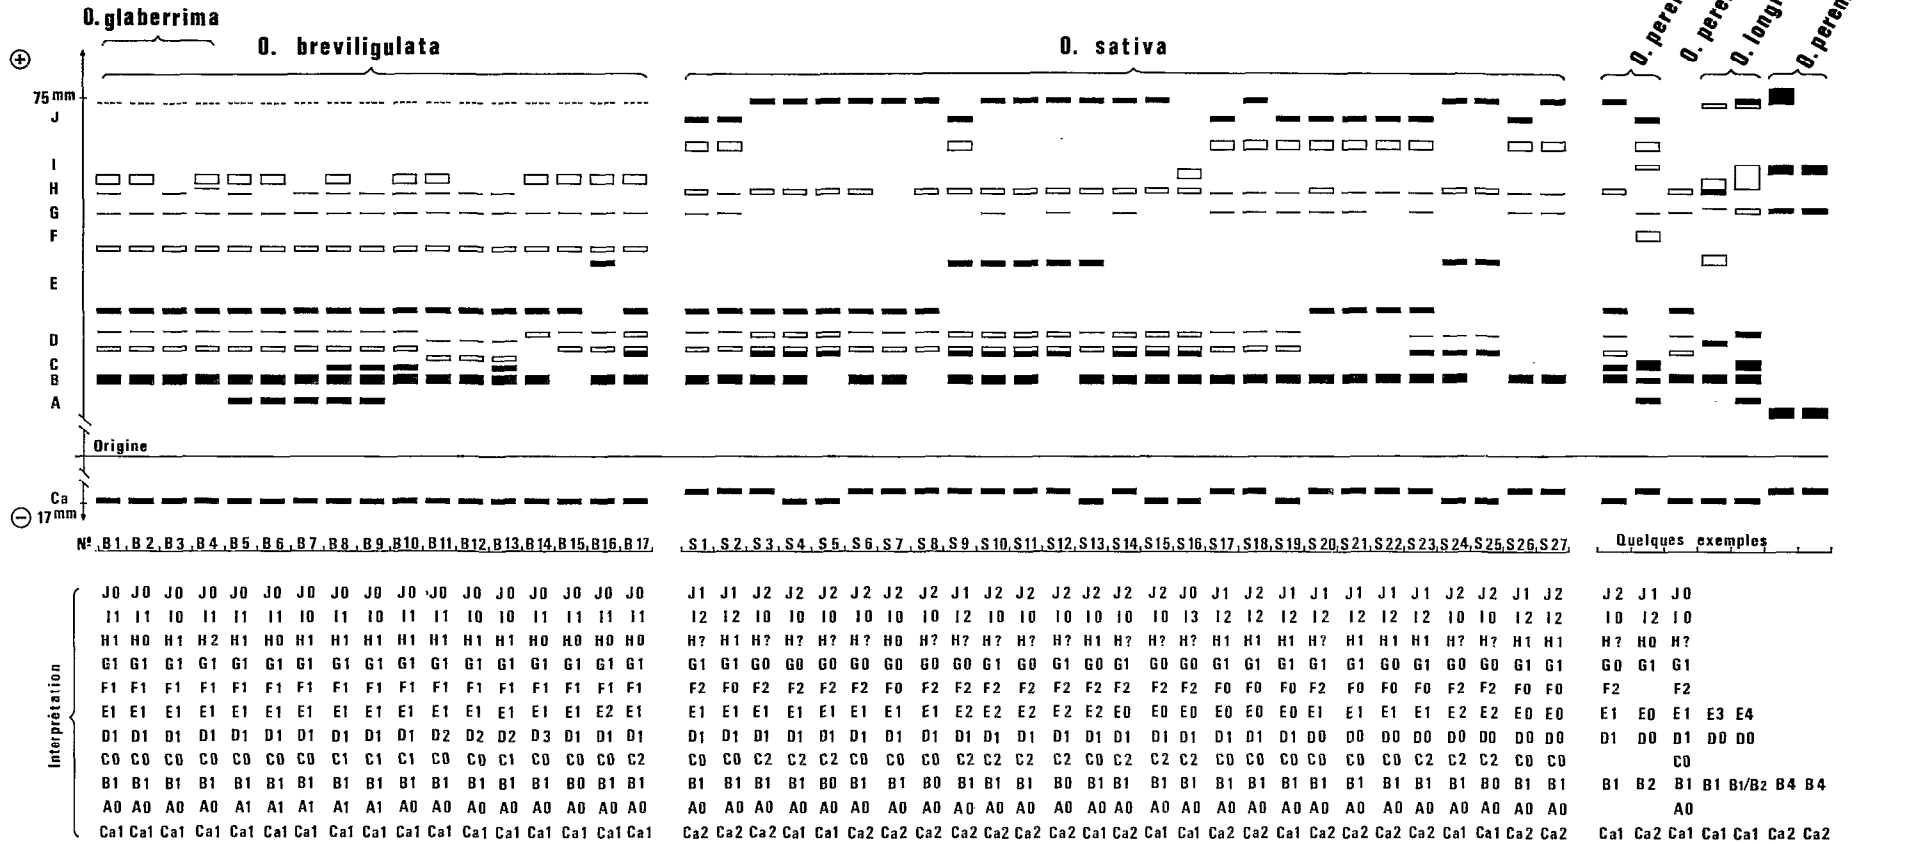 O. glaberrima
O. breviligulata
O. sativa
75 mm
J
I
H
G
F
E
D
C
B
A
Origine
Ca
17 mm
Nº B1 B2 B3 B4 B5 B6 B7 B8 B9 B10 B11 B12 B13 B14 B15 B16 B17 S1 S2 S3 S4 S5 S6 S7 S8 S9 S10 S11 S12 S13 S14 S15 S16 S17 S18 S19 S20 S21 S22 S23 S24 S25 S26 S27 Quelques exemples
Interprétation
J0 J0 J0 J0 J0 J0 J0 J0 J0 J0 J0 J0 J0 J0 J0 J0 J0 J1 J1 J2 J2 J2 J2 J2 J2 J1 J2 J2 J2 J2 J2 J2 J0 J1 J2 J1 J1 J1 J1 J1 J2 J2 J1 J2 J2 J1 J0
I1 I1 I0 I1 I1 I1 I0 I1 I0 I1 I1 I0 I0 I1 I1 I1 I1 I2 I2 I0 I0 I0 I0 I0 I0 I2 I0 I0 I0 I0 I0 I0 I3 I2 I2 I2 I2 I2 I2 I2 I0 I0 I2 I2 I0 I2 I0
H1 H0 H1 H2 H1 H0 H1 H1 H1 H1 H1 H1 H1 H0 H0 H0 H0 H? H1 H? H? H? H? H0 H? H? H? H? H? H1 H? H? H? H1 H1 H1 H? H1 H1 H1 H? H? H1 H1 H? H0 H?
G1 G1 G1 G1 G1 G1 G1 G1 G1 G1 G1 G1 G1 G1 G1 G1 G1 G1 G1 G0 G0 G0 G0 G0 G0 G0 G1 G0 G1 G0 G1 G0 G0 G1 G1 G1 G1 G1 G0 G1 G0 G0 G1 G1 G0 G1 G1
F1 F1 F1 F1 F1 F1 F1 F1 F1 F1 F1 F1 F1 F1 F1 F1 F1 F2 F0 F2 F2 F2 F2 F0 F2 F2 F2 F2 F2 F2 F2 F2 F2 F0 F0 F0 F2 F0 F0 F0 F2 F2 F0 F0 F2 F2
E1 E1 E1 E1 E1 E1 E1 E1 E1 E1 E1 E1 E1 E1 E1 E2 E1 E1 E1 E1 E1 E1 E1 E1 E1 E2 E2 E2 E2 E2 E0 E0 E0 E0 E0 E0 E1 E1 E1 E1 E2 E2 E0 E0 E1 E0 E1 E3 E4
D1 D1 D1 D1 D1 D1 D1 D1 D1 D1 D2 D2 D2 D3 D1 D1 D1 D1 D1 D1 D1 D1 D1 D1 D1 D1 D1 D1 D1 D1 D1 D1 D1 D1 D1 D1 D0 D0 D0 D0 D0 D0 D0 D0 D1 D0 D1 D0 D0
C0 C0 C0 C0 C0 C0 C0 C1 C1 C1 C0 C0 C1 C0 C0 C0 C2 C0 C0 C2 C2 C2 C0 C0 C0 C2 C2 C2 C2 C0 C2 C2 C2 C0 C0 C0 C0 C0 C0 C2 C2 C2 C0 C0 C0
B1 B1 B1 B1 B1 B1 B1 B1 B1 B1 B1 B1 B1 B1 B0 B1 B1 B1 B1 B1 B1 B0 B1 B1 B0 B1 B1 B1 B0 B1 B1 B1 B1 B1 B1 B1 B1 B1 B1 B1 B1 B0 B1 B1 B1 B2 B1 B1 B1/B2 B4 B4
A0 A0 A0 A0 A1 A1 A1 A1 A1 A0 A0 A0 A0 A0 A0 A0 A0 A0 A0 A0 A0 A0 A0 A0 A0 A0 A0 A0 A0 A0 A0 A0 A0 A0 A0 A0 A0 A0 A0 A0 A0 A0 A0 A0 A0
Ca1 Ca1 Ca1 Ca1 Ca1 Ca1 Ca1 Ca1 Ca1 Ca1 Ca1 Ca1 Ca1 Ca1 Ca1 Ca1 Ca1 Ca2 Ca2 Ca2 Ca1 Ca1 Ca2 Ca2 Ca2 Ca2 Ca2 Ca2 Ca2 Ca1 Ca2 Ca1 Ca1 Ca2 Ca2 Ca1 Ca2 Ca2 Ca2 Ca2 Ca1 Ca1 Ca2 Ca2 Ca1 Ca2 Ca1 Ca1 Ca1 Ca2 Ca2